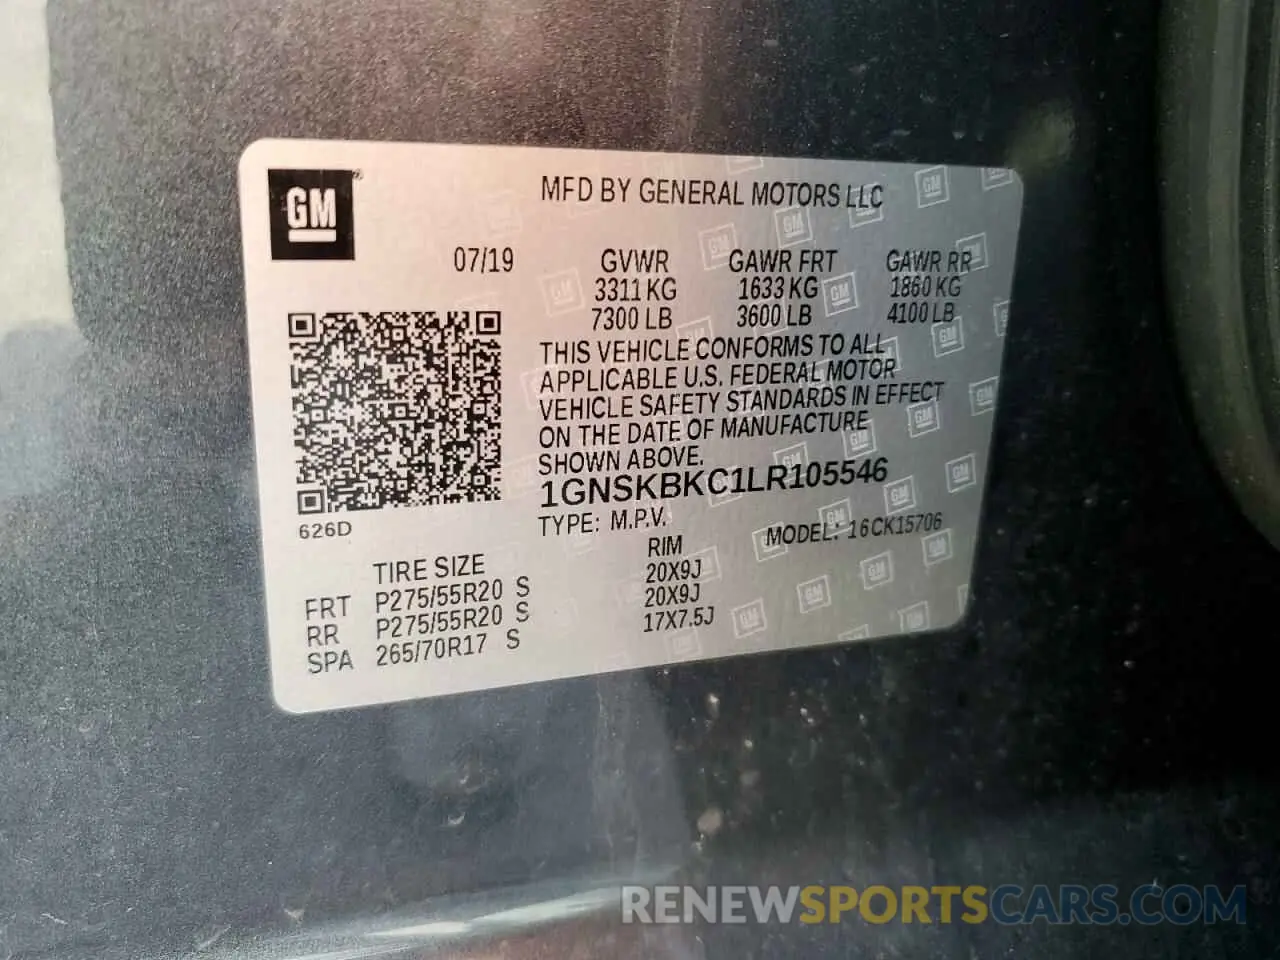 GM
MFD BY GENERAL MOTORS LLC
07/19
GVWR GAWR FRT GAWR RR
3311 KG 1633 KG 1860 KG
7300 LB 3600 LB 4100 LB
THIS VEHICLE CONFORMS TO ALL
APPLICABLE U.S. FEDERAL MOTOR
VEHICLE SAFETY STANDARDS IN EFFECT
ON THE DATE OF MANUFACTURE
SHOWN ABOVE.
1GNSKBKC1LR105546
TYPE: M.P.V. MODEL: 16CK15706
626D
TIRE SIZE RIM
FRT P275/55R20 S 20X9J
RR P275/55R20 S 20X9J
SPA 265/70R17 S 17X7.5J
RENEWSPORTSCARS.COM